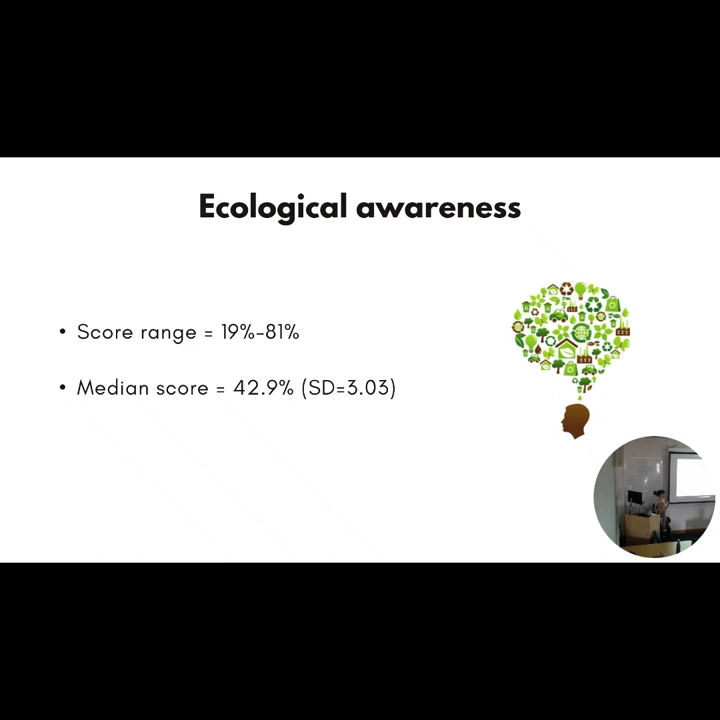 Ecological awareness
• Score range = 19%-81%
• Median score = 42.9% (SD=3.03)